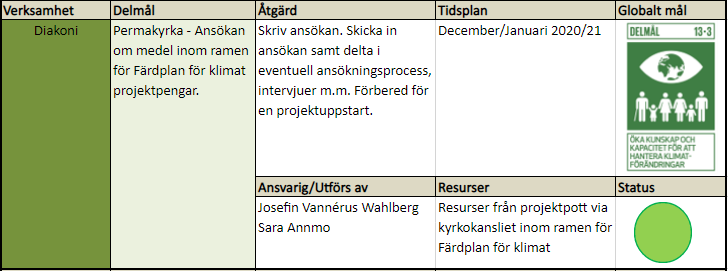 Verksamhet Delmål Åtgärd Tidsplan Globalt mål
Diakoni
Permakyrka - Ansökan
om medel inom ramen
för Färdplan för klimat
projektpengar.
Skriv ansökan. Skicka in
ansökan samt delta i
eventuell ansökningsprocess,
intervjuer m.m. Förbered för
en projektuppstart.
December/Januari 2020/21
DELMÅL 13·3
ÖKA KUNSKAP OCH
KAPACITET FÖR ATT
HANTERA KLIMAT-
FÖRÄNDRINGAR
Ansvarig/Utförs av Resurser Status
Josefin Vannérus Wahlberg
Sara Annmo
Resurser från projektpott via
kyrkokansliet inom ramen för
Färdplan för klimat